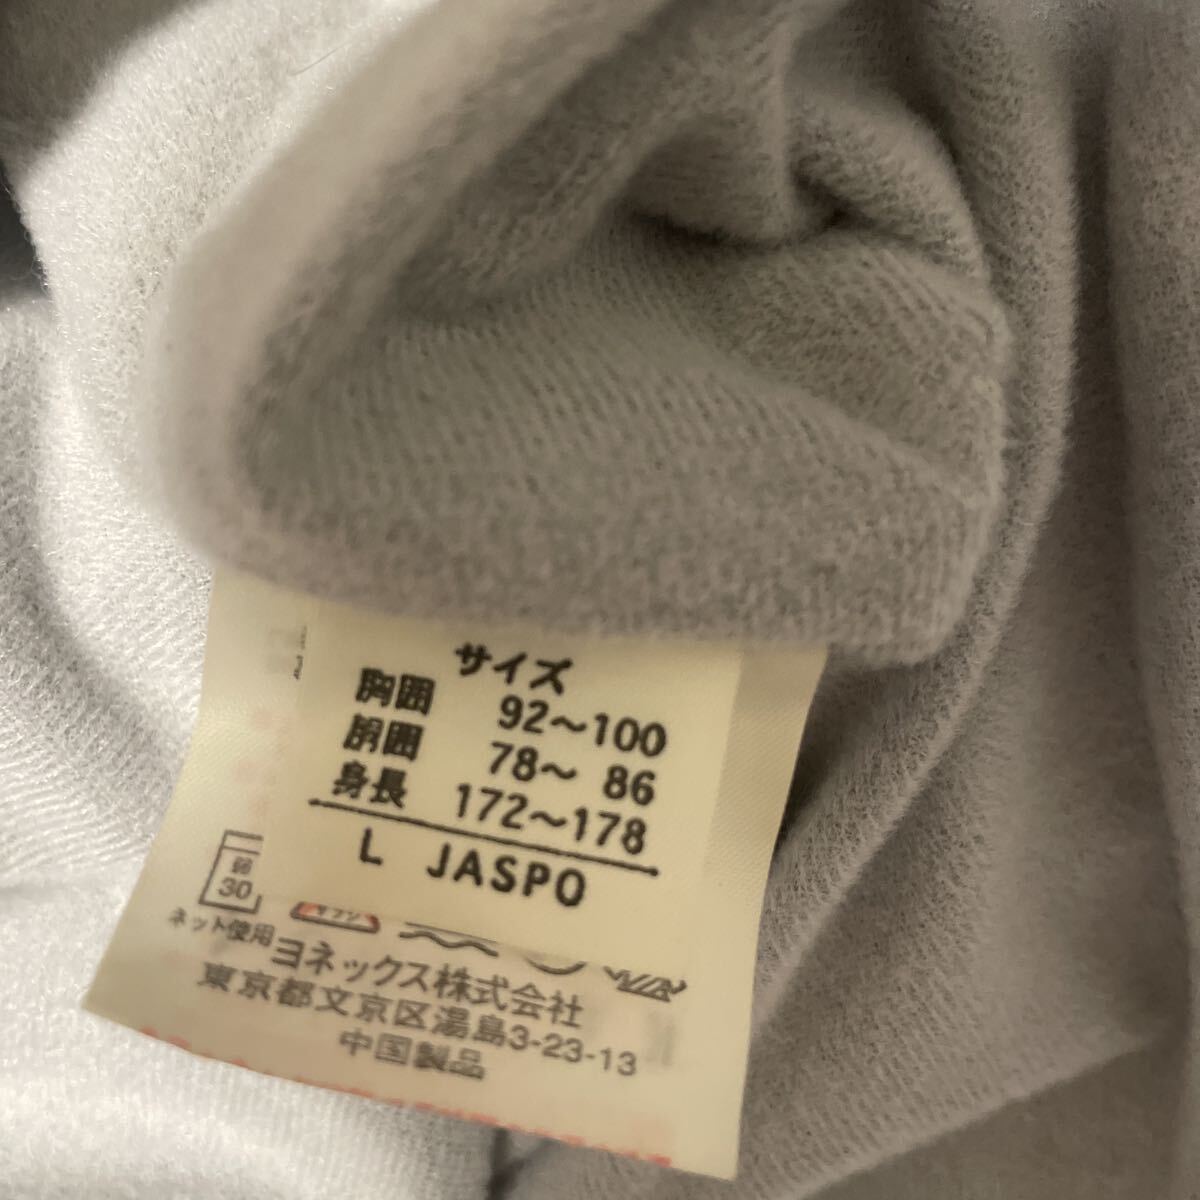 サイズ
胸囲 92〜100
胴囲 78〜 86
身長 172〜178
L JASPO
弱
30
ネット使用
ヨネックス株式会社
東京都文京区湯島3-23-13
中国製品